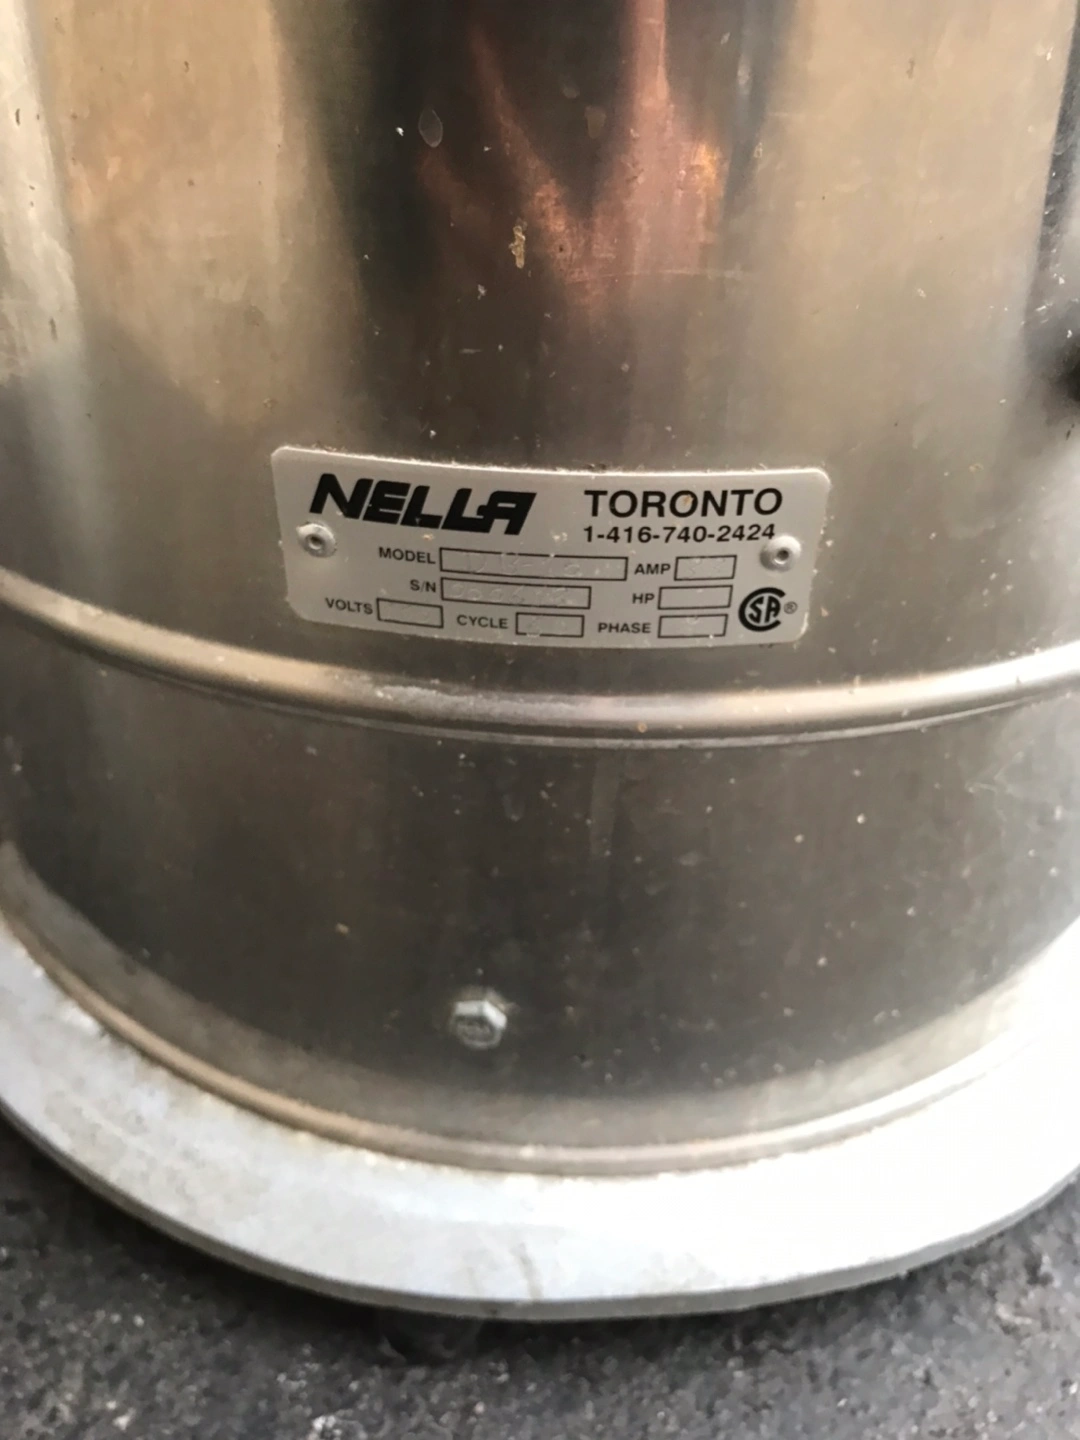 NELLA TORONTO
1-416-740-2424
MODEL AMP
S/N HP
VOLTS CYCLE PHASE SA®